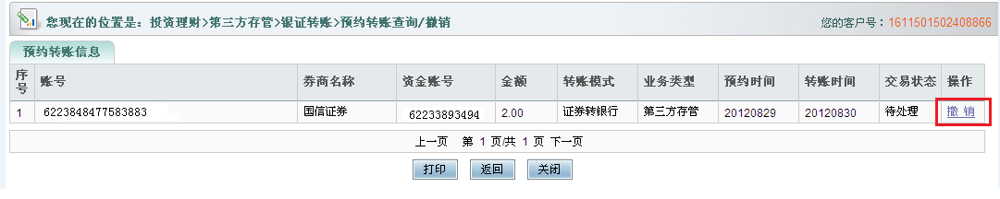 您现在的位置是：投资理财>第三方存管>银证转账>预约转账查询/撤销 您的客户号：1611501502408866
预约转账信息
序号 账号 券商名称 资金账号 金额 转账模式 业务类型 预约时间 转账时间 交易状态 操作
1 6223848477583883 国信证券 62233893494 2.00 证券转银行 第三方存管 20120829 20120830 待处理 撤 销
上一页 第 1 页/共 1 页 下一页
打印 返回 关闭